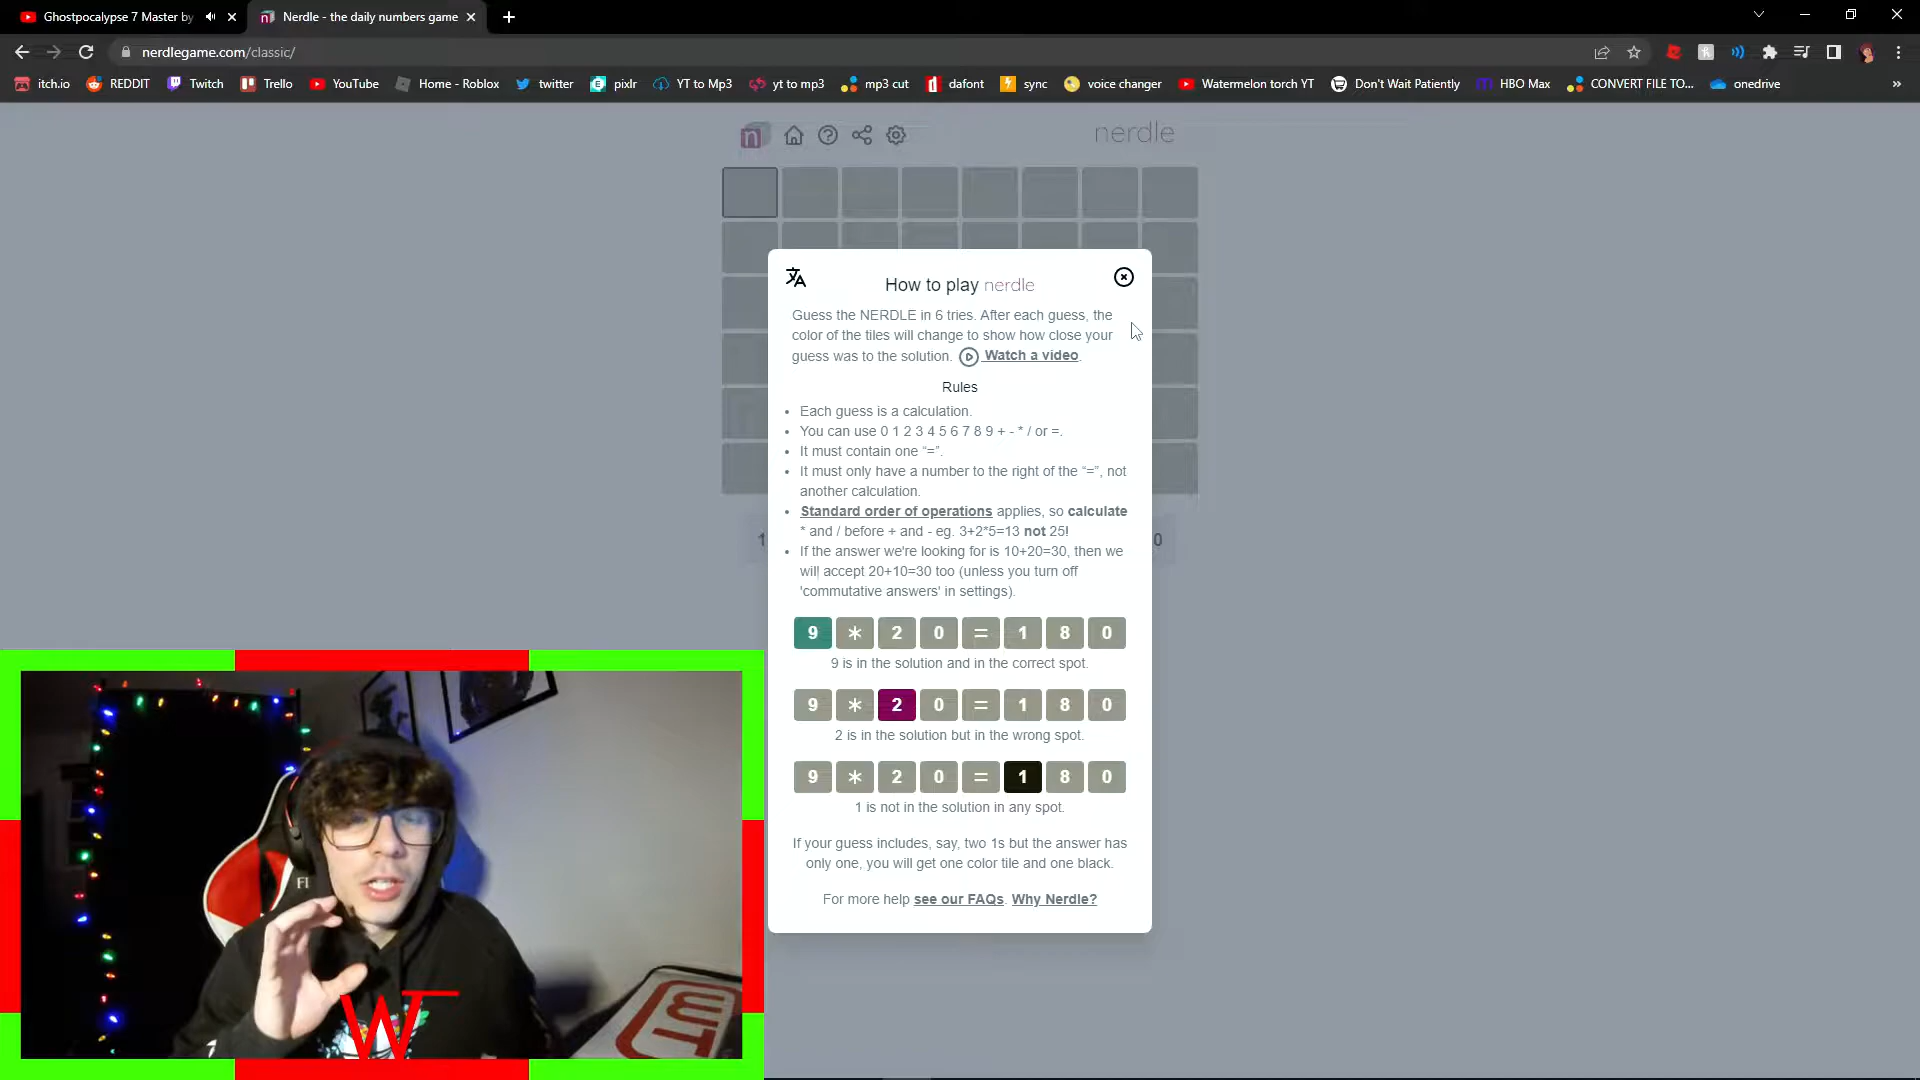 Ghostpocalypse 7 Master by
Nerdle - the daily numbers game
nerdlegame.com/classic/
itch.io REDDIT Twitch Trello YouTube Home - Roblox twitter pixlr YT to Mp3 yt to mp3 mp3 cut dafont sync voice changer Watermelon torch YT Don't Wait Patiently HBO Max CONVERT FILE TO... onedrive »
n nerdle
How to play nerdle
Guess the NERDLE in 6 tries. After each guess, the
color of the tiles will change to show how close your
guess was to the solution. Watch a video.
Rules
• Each guess is a calculation.
• You can use 0 1 2 3 4 5 6 7 8 9 + - * / or =.
• It must contain one “=”.
• It must only have a number to the right of the “=”, not
another calculation.
• Standard order of operations applies, so calculate
* and / before + and - eg. 3+2*5=13 not 25!
• If the answer we're looking for is 10+20=30, then we
will accept 20+10=30 too (unless you turn off
'commutative answers' in settings).
1 0
9 * 2 0 = 1 8 0
9 is in the solution and in the correct spot.
9 * 2 0 = 1 8 0
2 is in the solution but in the wrong spot.
9 * 2 0 = 1 8 0
1 is not in the solution in any spot.
If your guess includes, say, two 1s but the answer has
only one, you will get one color tile and one black.
For more help see our FAQs. Why Nerdle?
W